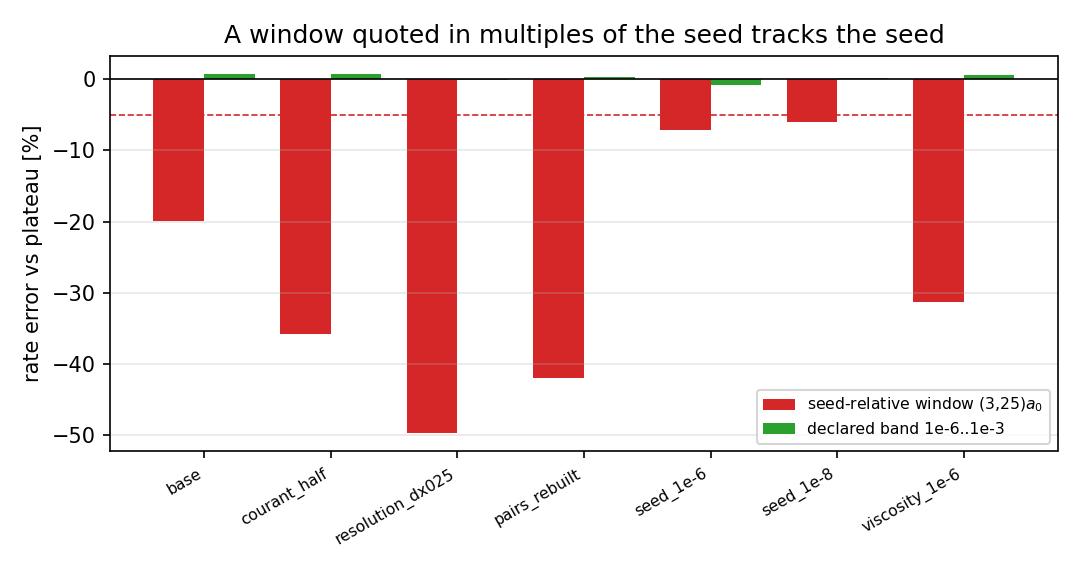 A window quoted in multiples of the seed tracks the seed
rate error vs plateau [%]
0
−10
−20
−30
−40
−50
seed-relative window (3,25)a₀
declared band 1e-6..1e-3
base
courant_half
resolution_dx025
pairs_rebuilt
seed_1e-6
seed_1e-8
viscosity_1e-6